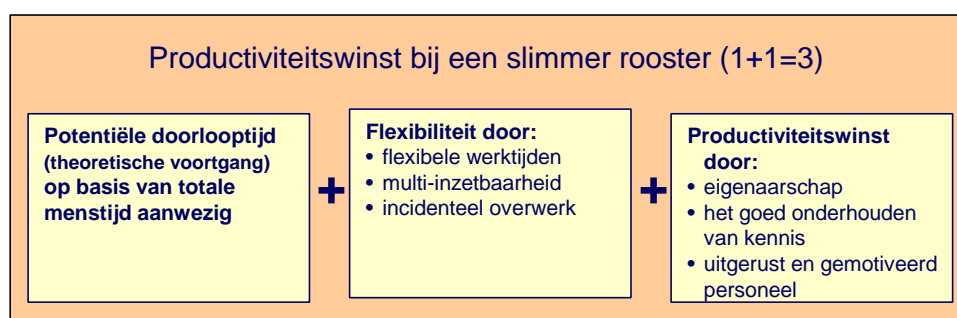 Productiviteitswinst bij een slimmer rooster (1+1=3)
Potentiële doorlooptijd
(theoretische voortgang)
op basis van totale
menstijd aanwezig
+
Flexibiliteit door:
• flexibele werktijden
• multi-inzetbaarheid
• incidenteel overwerk
+
Productiviteitswinst
door:
• eigenaarschap
• het goed onderhouden
van kennis
• uitgerust en gemotiveerd
personeel